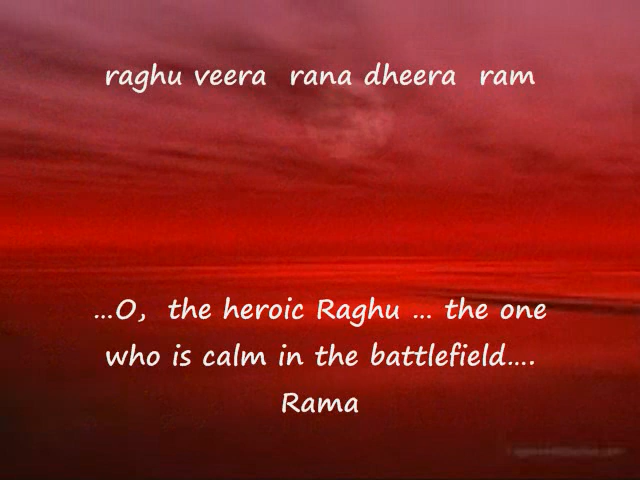 raghu veera rana dheera ram
...O, the heroic Raghu ... the one
who is calm in the battlefield....
Rama